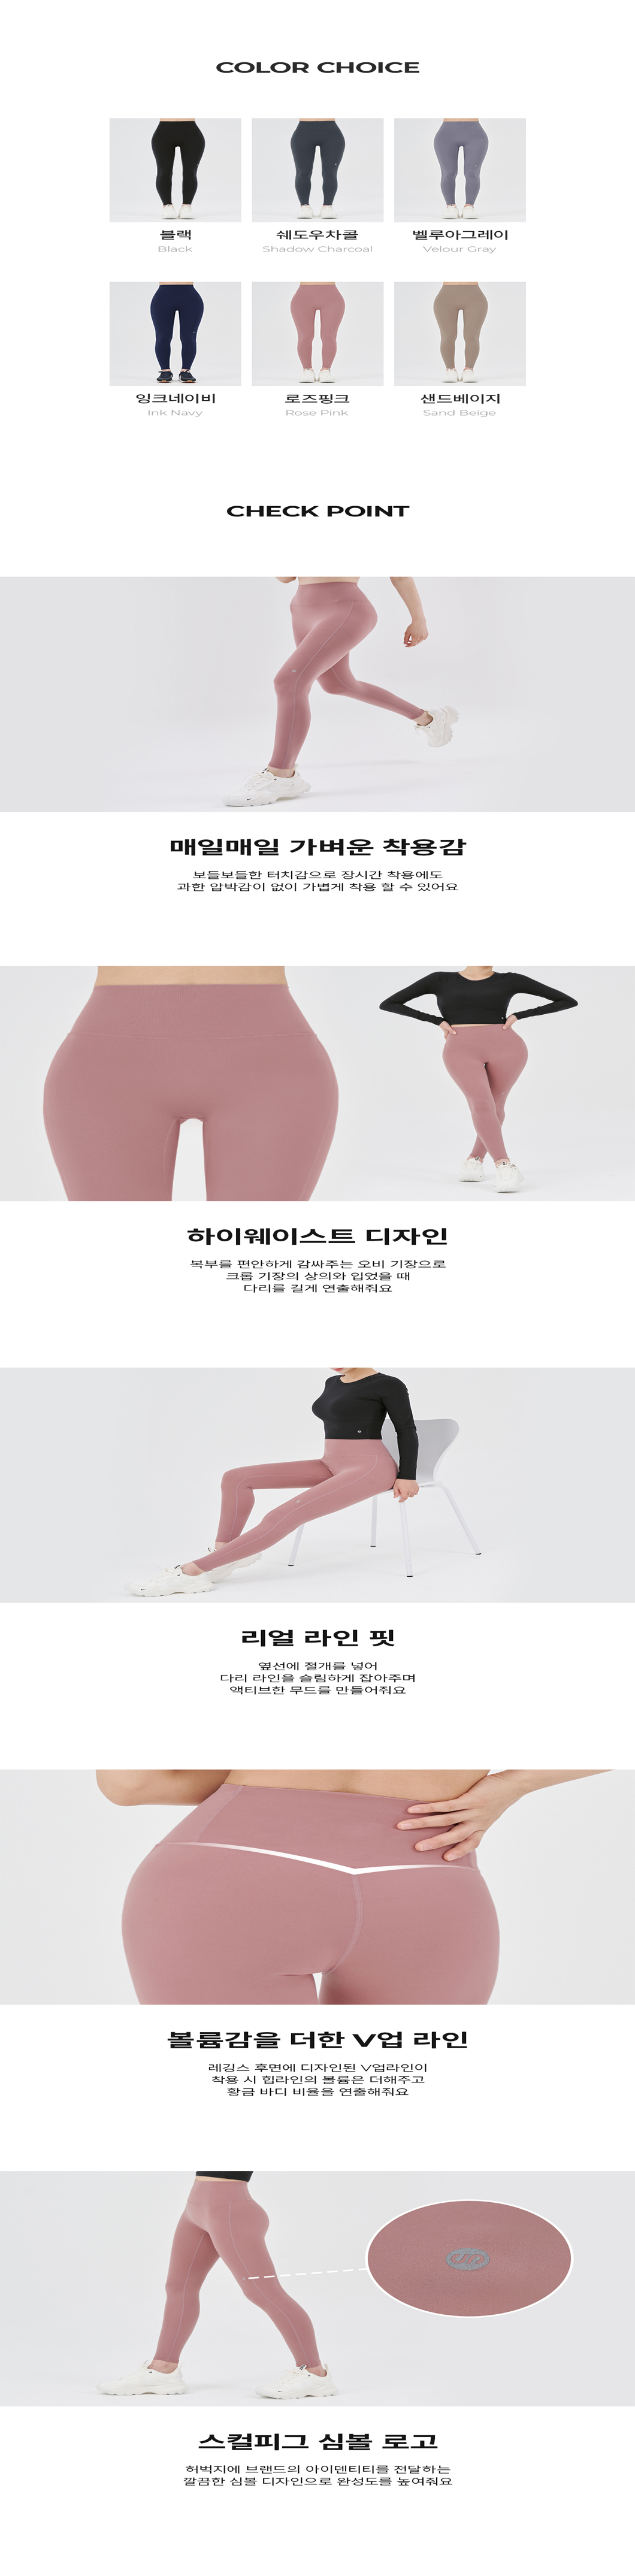 COLOR CHOICE
블랙
Black
쉐도우차콜
Shadow Charcoal
벨루아그레이
Velour Gray
잉크네이비
Ink Navy
로즈핑크
Rose Pink
샌드베이지
Sand Beige
CHECK POINT
매일매일 가벼운 착용감
보들보들한 터치감으로 장시간 착용에도
과한 압박감이 없이 가볍게 착용 할 수 있어요
하이웨이스트 디자인
복부를 편안하게 감싸주는 오비 기장으로
크롭 기장의 상의와 입었을 때
다리를 길게 연출해줘요
리얼 라인 핏
옆선에 절개를 넣어
다리 라인을 슬림하게 잡아주며
액티브한 무드를 만들어줘요
볼륨감을 더한 V업 라인
레깅스 후면에 디자인된 V업라인이
착용 시 힙라인의 볼륨은 더해주고
황금 바디 비율을 연출해줘요
스컬피그 심볼 로고
허벅지에 브랜드의 아이덴티티를 전달하는
깔끔한 심볼 디자인으로 완성도를 높여줘요